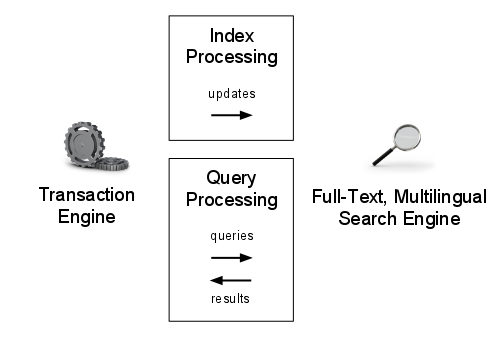 Index
Processing
updates
Transaction
Engine
Query
Processing
queries
results
Full-Text, Multilingual
Search Engine